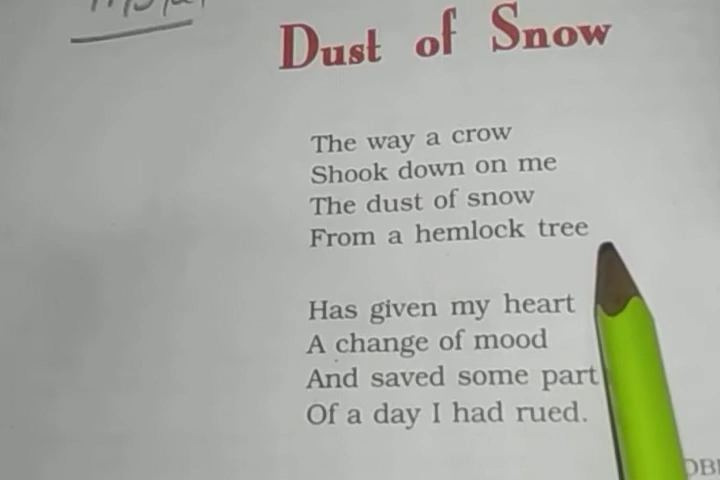 Dust of Snow
The way a crow
Shook down on me
The dust of snow
From a hemlock tree
Has given my heart
A change of mood
And saved some part
Of a day I had rued.